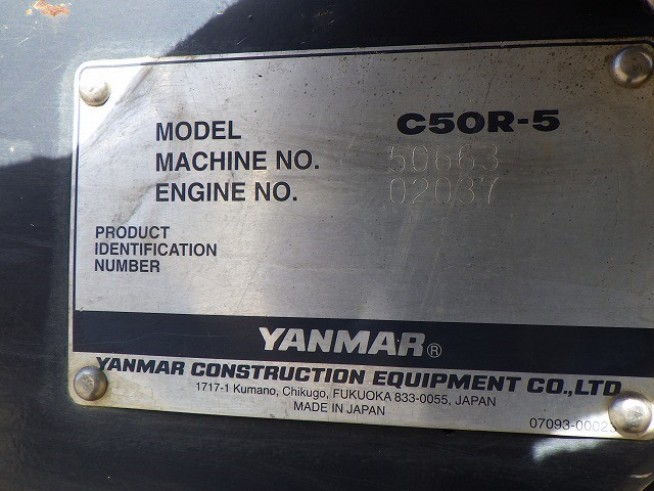 MODEL C50R-5
MACHINE NO. 50663
ENGINE NO. 02037
PRODUCT
IDENTIFICATION
NUMBER
YANMAR®
YANMAR CONSTRUCTION EQUIPMENT CO.,LTD
1717-1 Kumano, Chikugo, FUKUOKA 833-0055, JAPAN
MADE IN JAPAN